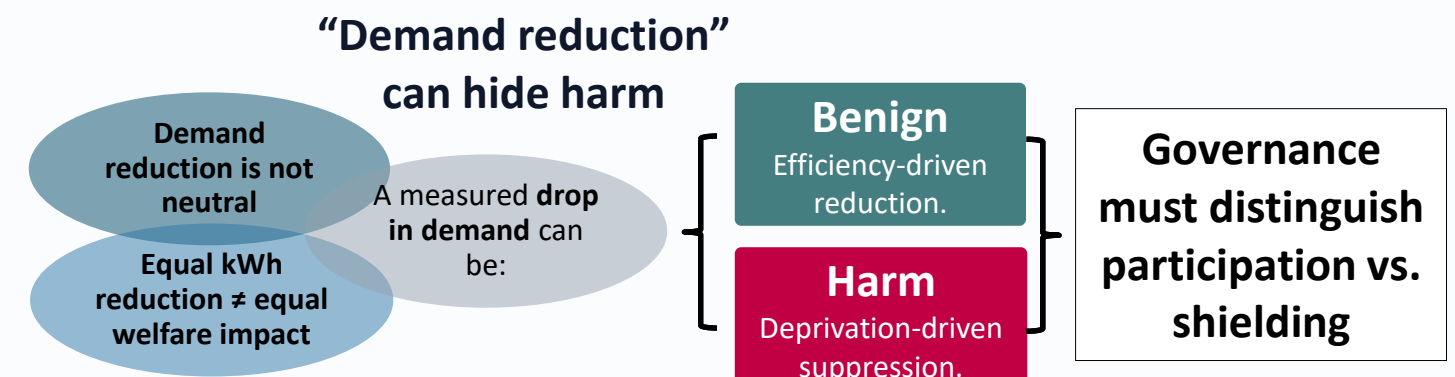 “Demand reduction”
can hide harm
Demand
reduction is not
neutral
Equal kWh
reduction ≠ equal
welfare impact
A measured drop
in demand can
be:
Benign
Efficiency-driven
reduction.
Harm
Deprivation-driven
suppression.
Governance
must distinguish
participation vs.
shielding